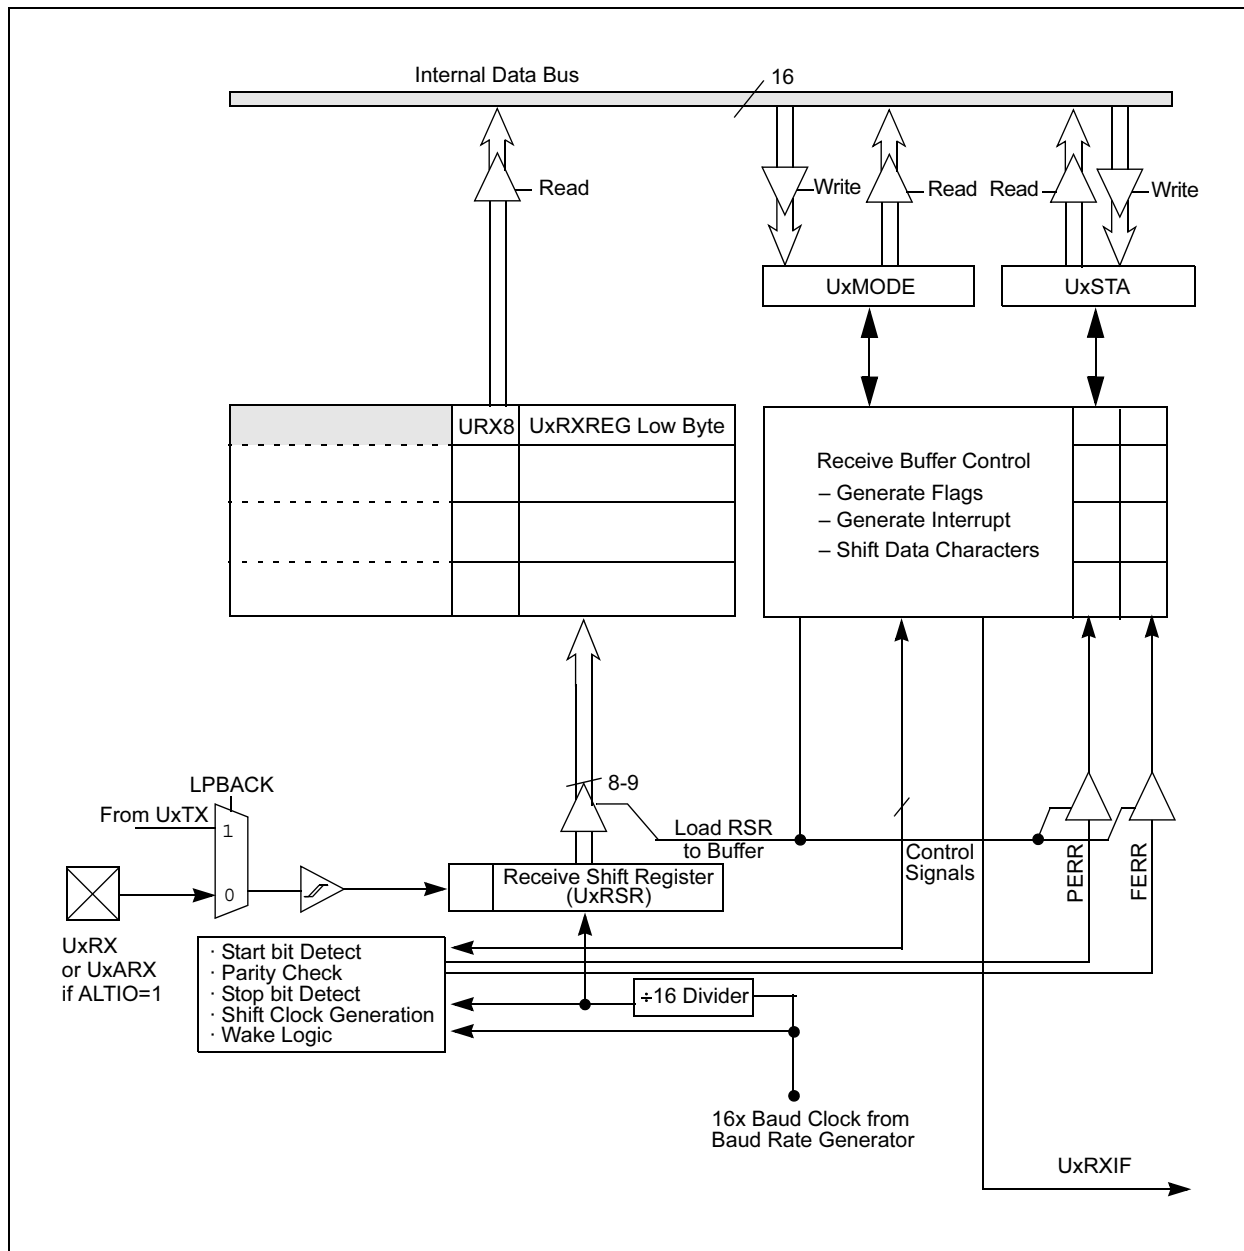 Internal Data Bus
16
Read
Write
Read
Read
Write
UxMODE
UxSTA
URX8
UxRXREG Low Byte
Receive Buffer Control
– Generate Flags
– Generate Interrupt
– Shift Data Characters
LPBACK
From UxTX
1
0
8-9
Load RSR
to Buffer
Control
Signals
PERR
FERR
Receive Shift Register
(UxRSR)
UxRX
or UxARX
if ALTIO=1
· Start bit Detect
· Parity Check
· Stop bit Detect
· Shift Clock Generation
· Wake Logic
÷16 Divider
16x Baud Clock from
Baud Rate Generator
UxRXIF